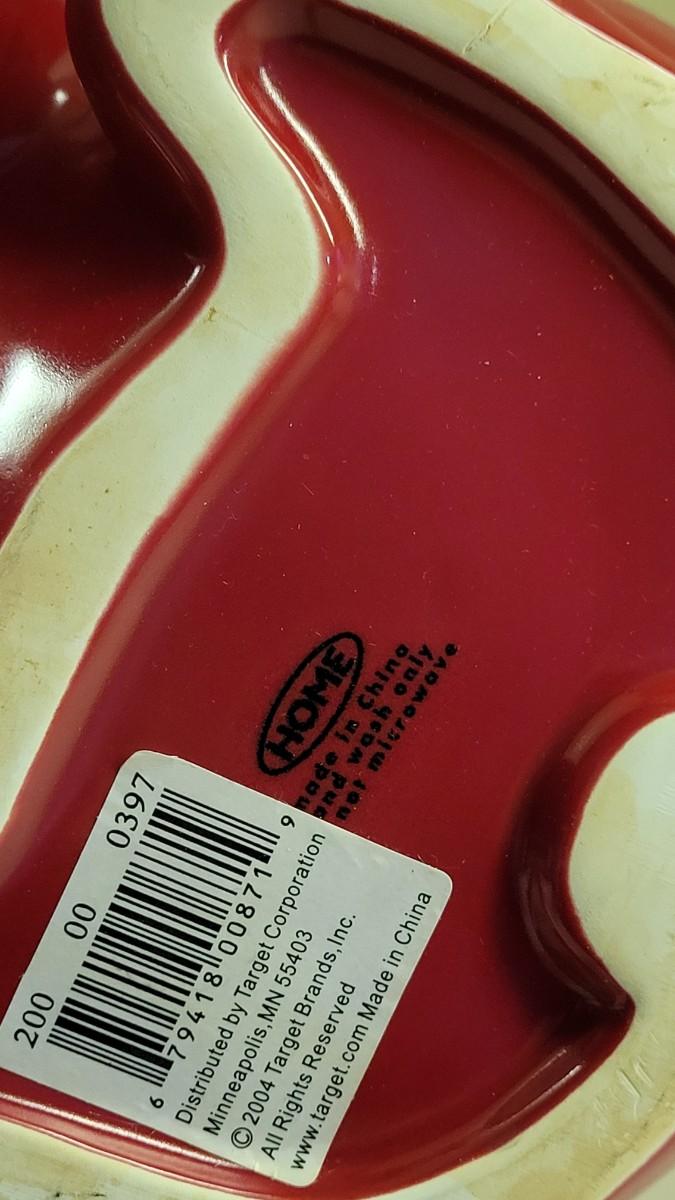 HOME
made in China
and wash only
not microwave
200 00 0397
6 79418 00871 9
Distributed by Target Corporation
Minneapolis, MN 55403
© 2004 Target Brands, Inc.
All Rights Reserved
www.target.com Made in China